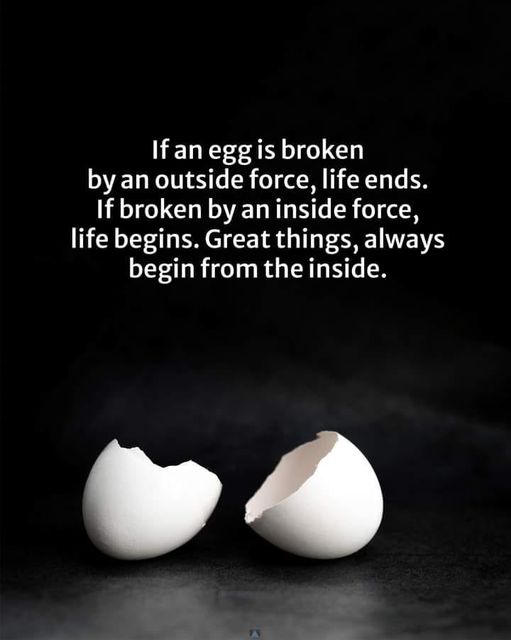 If an egg is broken
by an outside force, life ends.
If broken by an inside force,
life begins. Great things, always
begin from the inside.